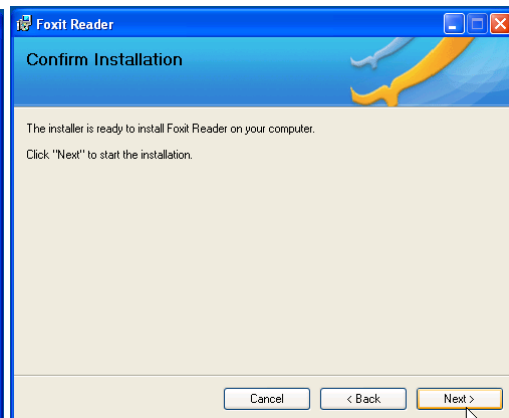 Foxit Reader
Confirm Installation
The installer is ready to install Foxit Reader on your computer.
Click "Next" to start the installation.
Cancel
< Back
Next >